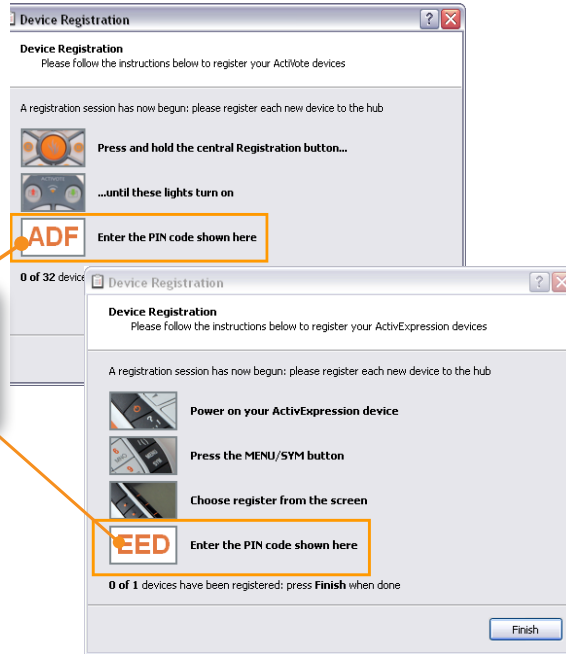 Device Registration
Device Registration
Please follow the instructions below to register your ActiVote devices
A registration session has now begun: please register each new device to the hub
Press and hold the central Registration button...
...until these lights turn on
ADF
Enter the PIN code shown here
0 of 32 device
Device Registration
Device Registration
Please follow the instructions below to register your ActivExpression devices
A registration session has now begun: please register each new device to the hub
Power on your ActivExpression device
Press the MENU/SYM button
Choose register from the screen
EED
Enter the PIN code shown here
0 of 1 devices have been registered: press Finish when done
Finish